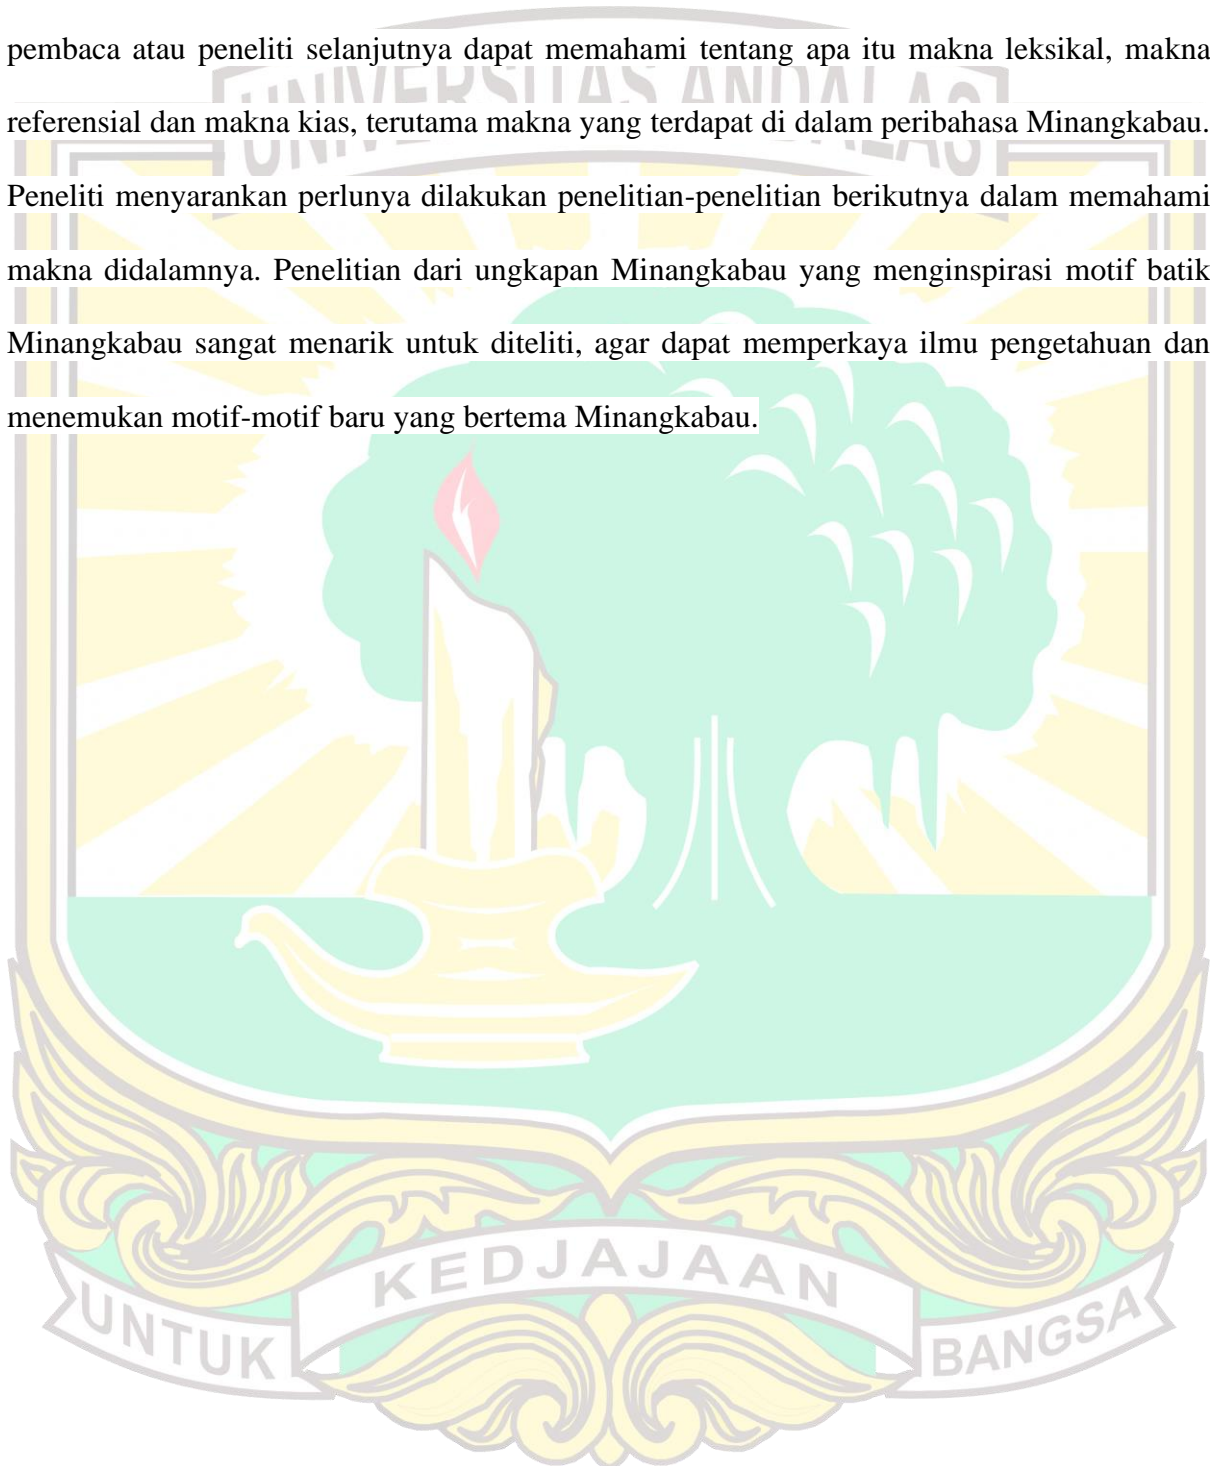 pembaca atau peneliti selanjutnya dapat memahami tentang apa itu makna leksikal, makna
UNIVERSITAS ANDALAS
referensial dan makna kias, terutama makna yang terdapat di dalam peribahasa Minangkabau.
Peneliti menyarankan perlunya dilakukan penelitian-penelitian berikutnya dalam memahami
makna didalamnya. Penelitian dari ungkapan Minangkabau yang menginspirasi motif batik
Minangkabau sangat menarik untuk diteliti, agar dapat memperkaya ilmu pengetahuan dan
menemukan motif-motif baru yang bertema Minangkabau.
UNTUK KEDJAJAAN BANGSA